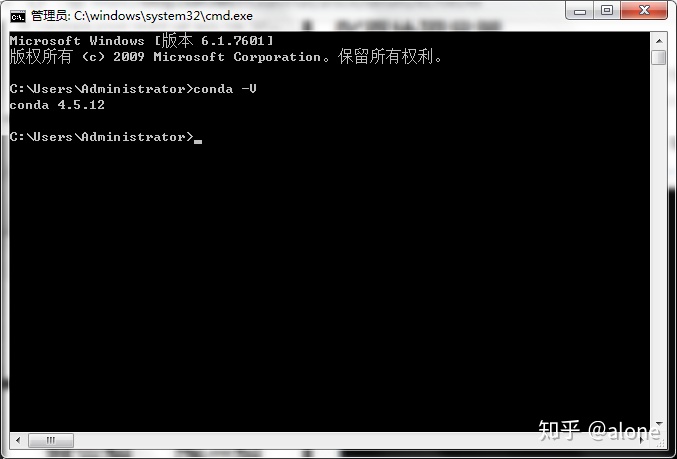 管理员: C:\windows\system32\cmd.exe
Microsoft Windows [版本 6.1.7601]
版权所有 (c) 2009 Microsoft Corporation。保留所有权利。
C:\Users\Administrator>conda -V
conda 4.5.12
C:\Users\Administrator>
知乎 @alone